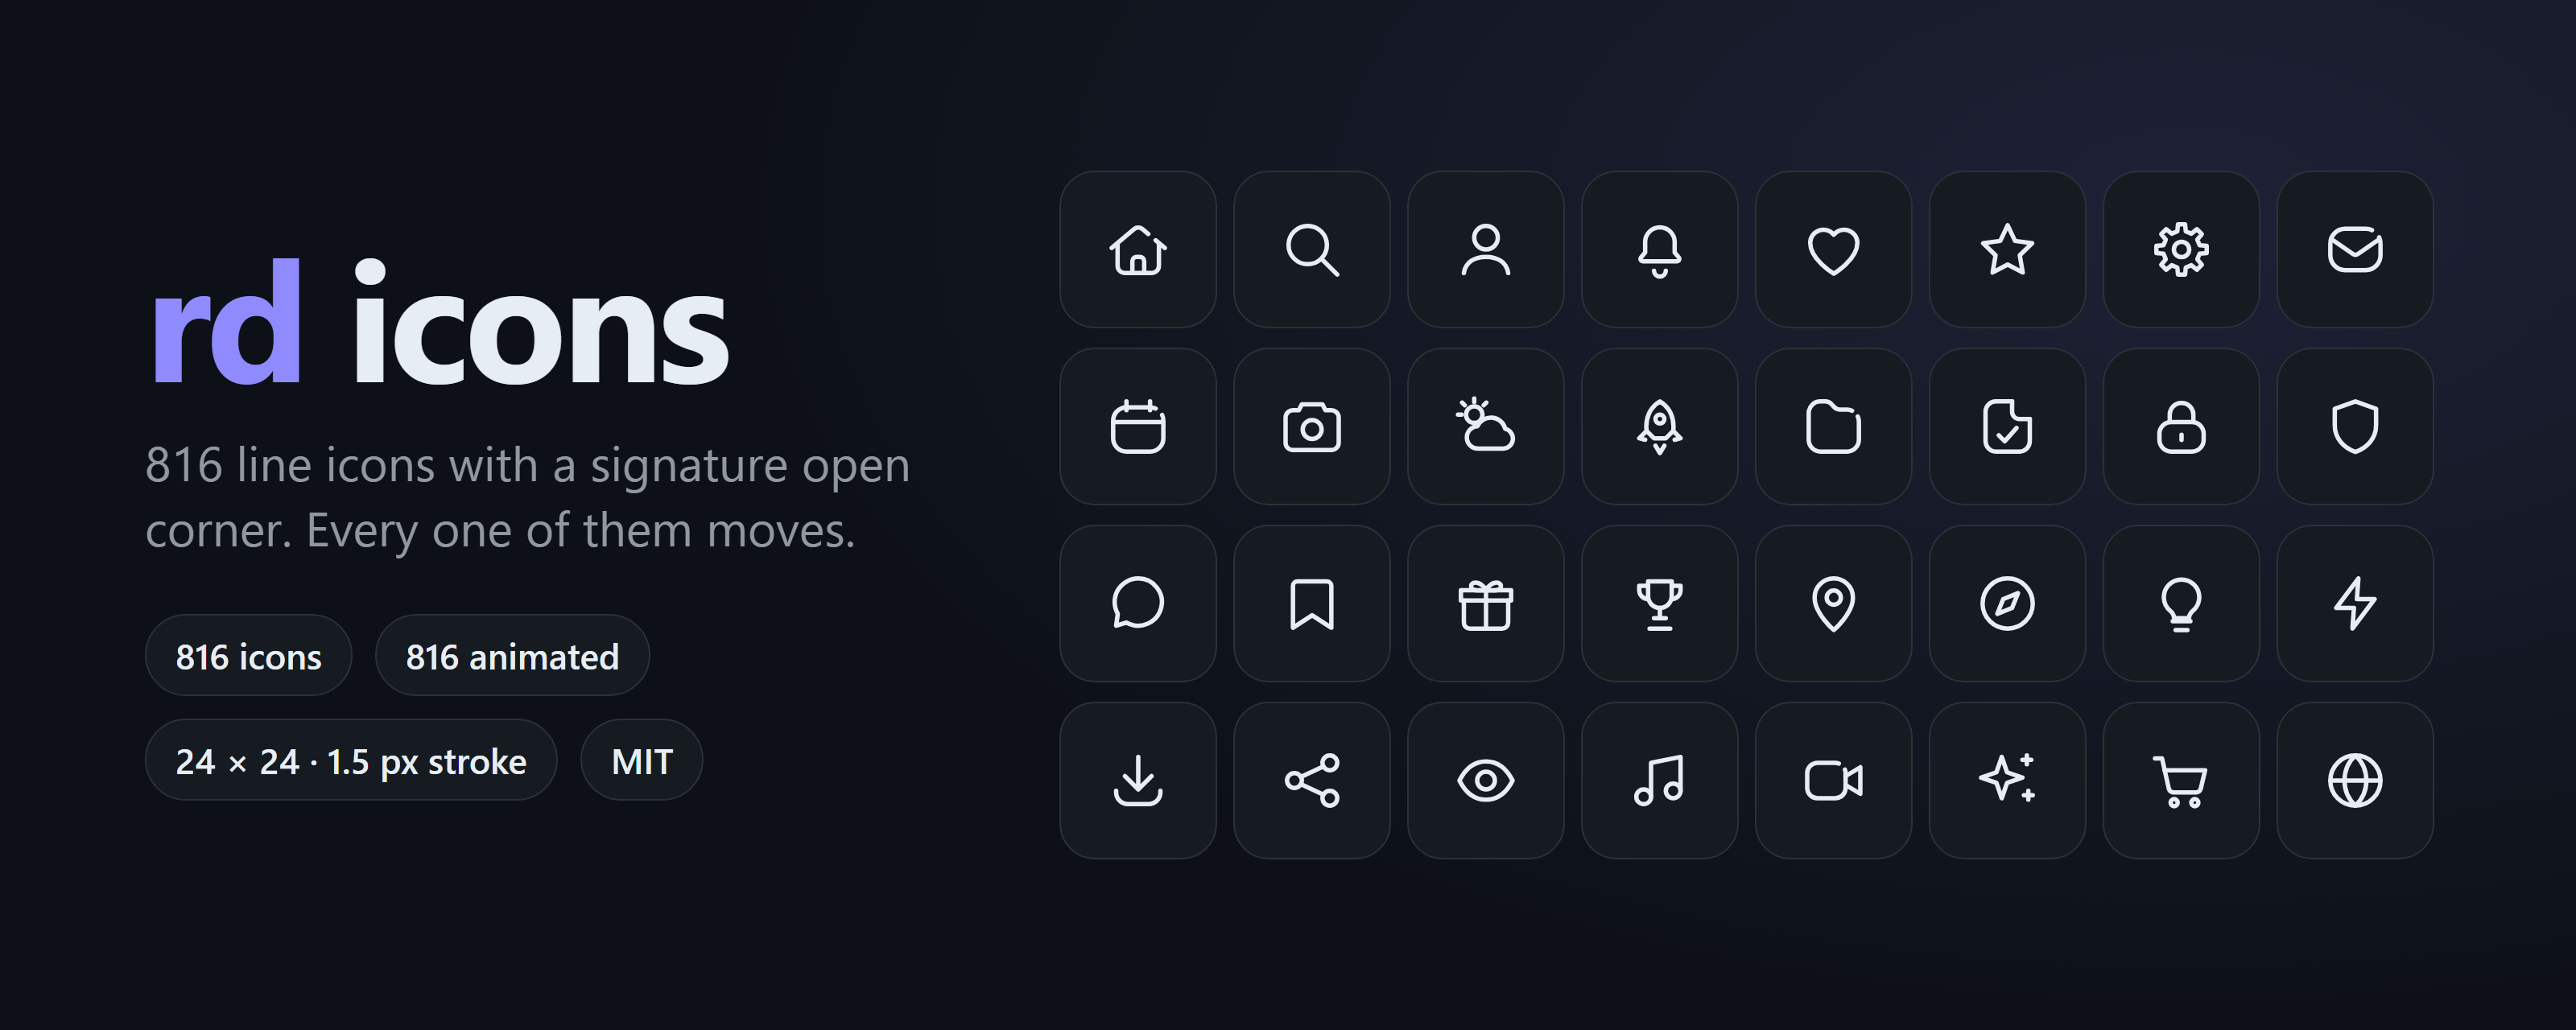 rd icons
816 line icons with a signature open
corner. Every one of them moves.
816 icons
816 animated
24 × 24 · 1.5 px stroke
MIT